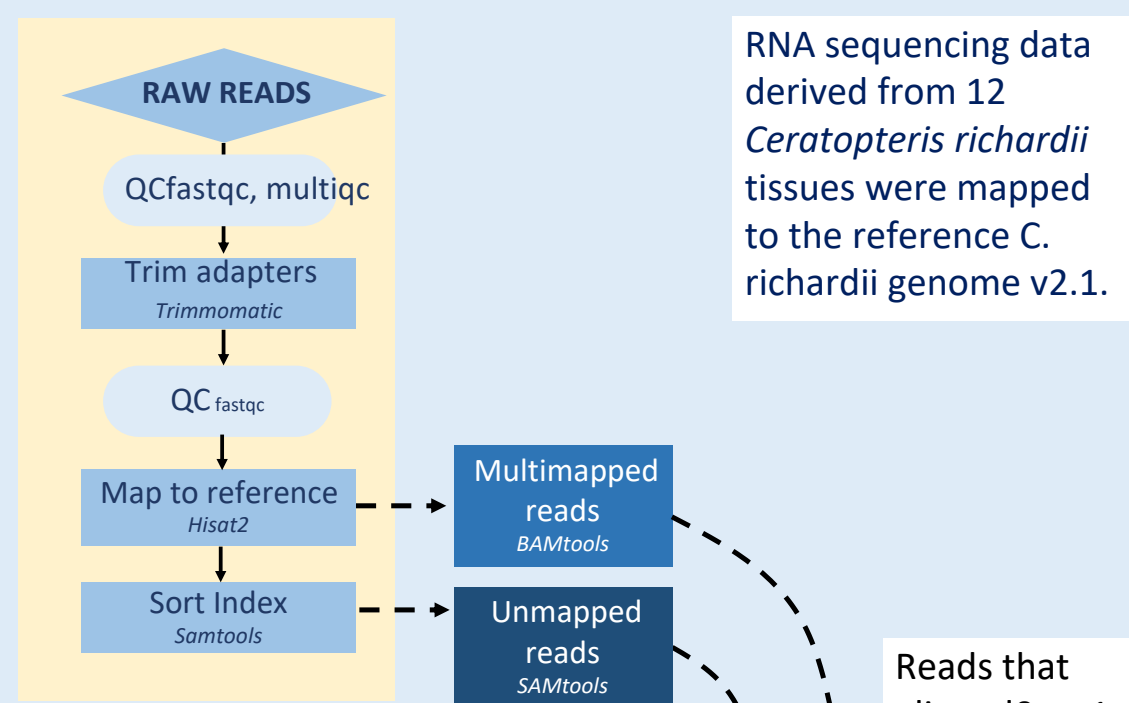 RAW READS
QCfastqc, multiqc
Trim adapters
Trimmomatic
QC fastqc
Map to reference
Hisat2
Sort Index
Samtools
Multimapped
reads
BAMtools
Unmapped
reads
SAMtools
RNA sequencing data
derived from 12
Ceratopteris richardii
tissues were mapped
to the reference C.
richardii genome v2.1.
Reads that